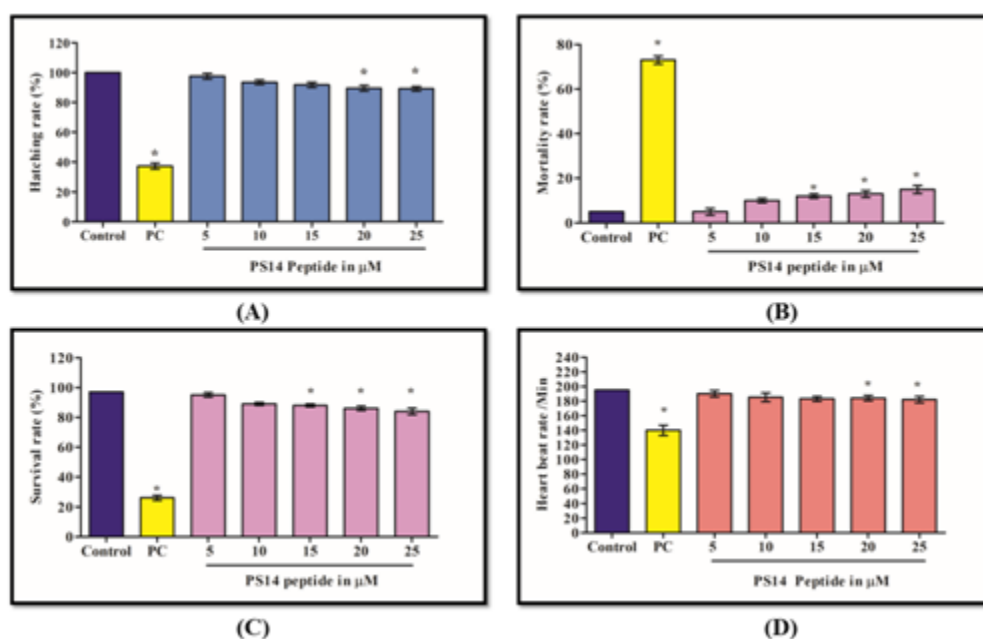 120
100
80
60
40
20
0
Hatching rate (%)
*
*
*
Control PC 5 10 15 20 25
PS14 Peptide in μM
(A)
80
60
40
20
0
Mortality rate (%)
*
*
*
*
Control PC 5 10 15 20 25
PS14 peptide in μM
(B)
120
100
80
60
40
20
0
Survival rate (%)
*
*
*
*
Control PC 5 10 15 20 25
PS14 peptide in μM
(C)
240
220
200
180
160
140
120
100
80
60
40
20
0
Heart beat rate /Min
*
*
*
Control PC 5 10 15 20 25
PS14 Peptide in μM
(D)